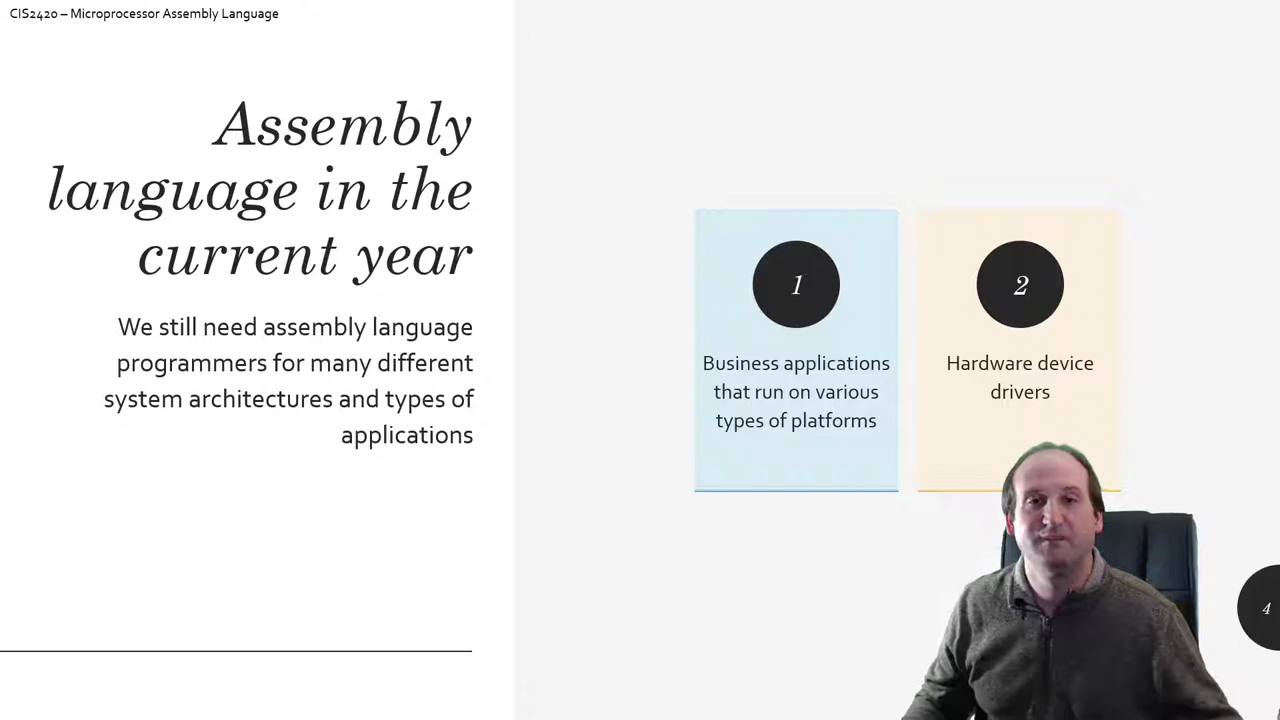 CIS2420 – Microprocessor Assembly Language
Assembly
language in the
current year
We still need assembly language
programmers for many different
system architectures and types of
applications
1
Business applications
that run on various
types of platforms
2
Hardware device
drivers
4